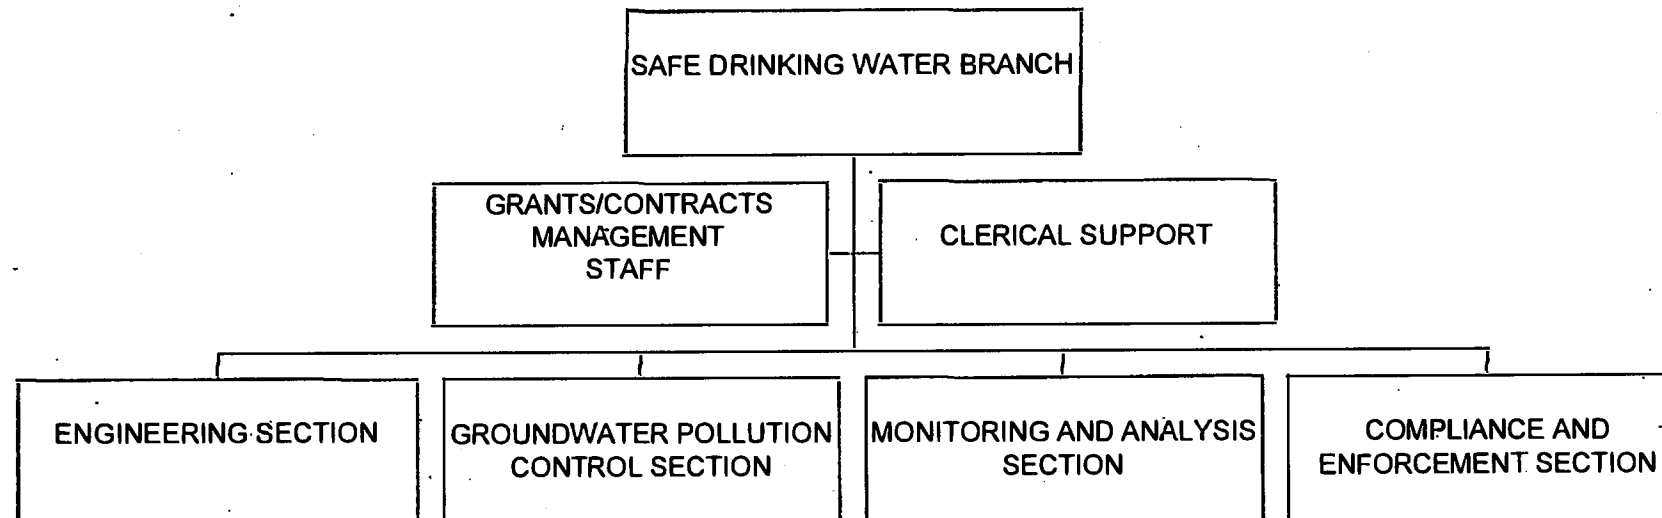 SAFE DRINKING WATER BRANCH
GRANTS/CONTRACTS
MANAGEMENT
STAFF
CLERICAL SUPPORT
ENGINEERING SECTION
GROUNDWATER POLLUTION
CONTROL SECTION
MONITORING AND ANALYSIS
SECTION
COMPLIANCE AND
ENFORCEMENT SECTION